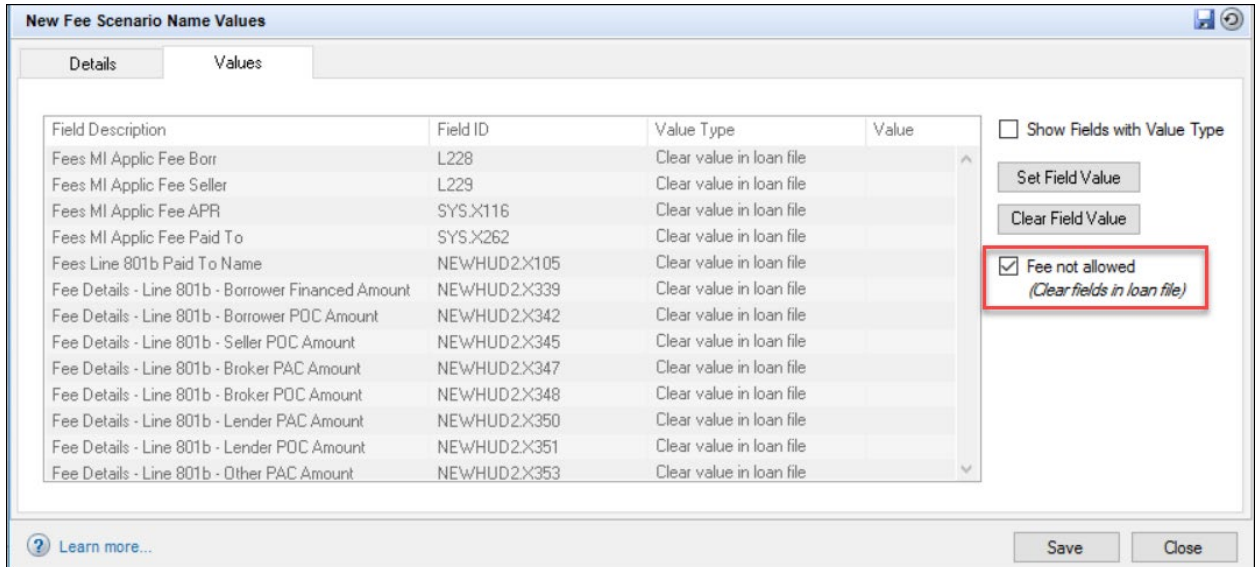 New Fee Scenario Name Values
Details Values
Field Description Field ID Value Type Value
Fees MI Applic Fee Borr L228 Clear value in loan file
Fees MI Applic Fee Seller L229 Clear value in loan file
Fees MI Applic Fee APR SYS.X116 Clear value in loan file
Fees MI Applic Fee Paid To SYS.X262 Clear value in loan file
Fees Line 801b Paid To Name NEWHUD2.X105 Clear value in loan file
Fee Details - Line 801b - Borrower Financed Amount NEWHUD2.X339 Clear value in loan file
Fee Details - Line 801b - Borrower POC Amount NEWHUD2.X342 Clear value in loan file
Fee Details - Line 801b - Seller POC Amount NEWHUD2.X345 Clear value in loan file
Fee Details - Line 801b - Broker PAC Amount NEWHUD2.X347 Clear value in loan file
Fee Details - Line 801b - Broker POC Amount NEWHUD2.X348 Clear value in loan file
Fee Details - Line 801b - Lender PAC Amount NEWHUD2.X350 Clear value in loan file
Fee Details - Line 801b - Lender POC Amount NEWHUD2.X351 Clear value in loan file
Fee Details - Line 801b - Other PAC Amount NEWHUD2.X353 Clear value in loan file
Show Fields with Value Type
Set Field Value
Clear Field Value
Fee not allowed
(Clear fields in loan file)
? Learn more...
Save Close